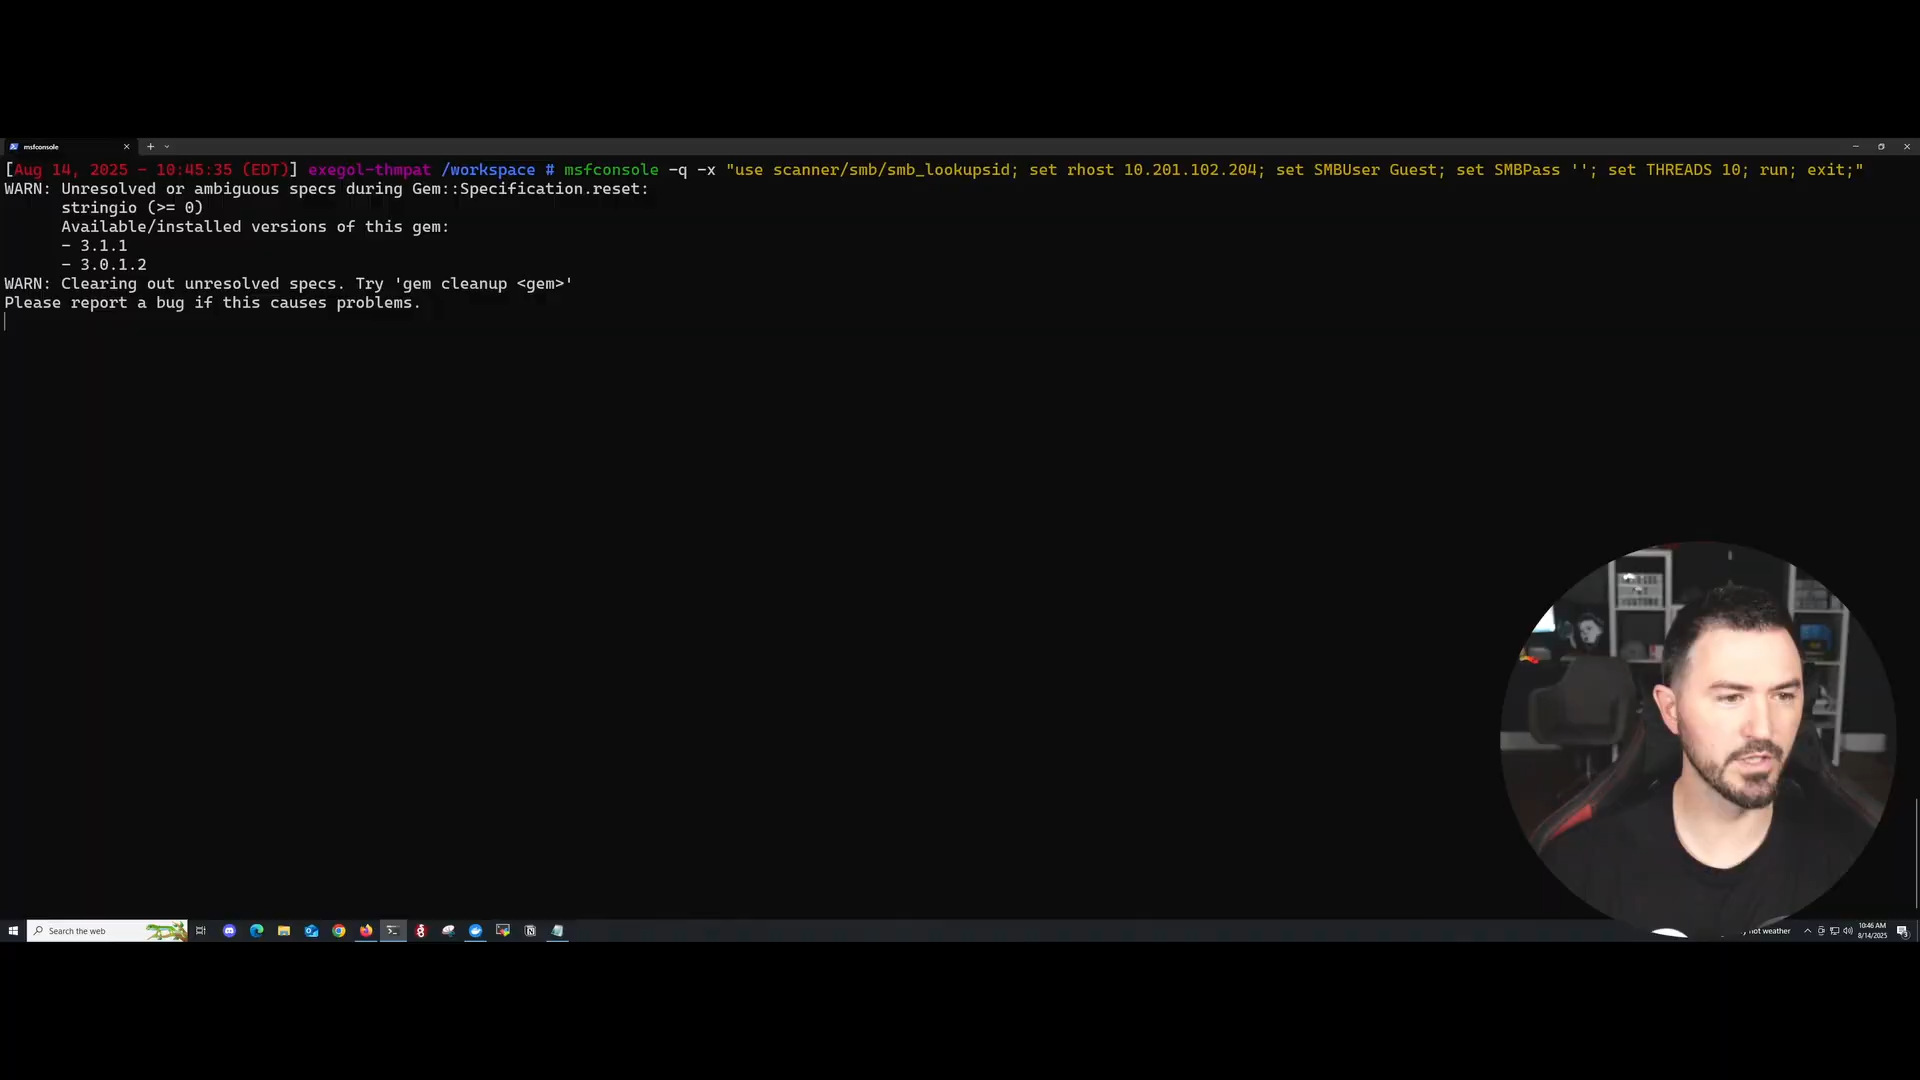 msfconsole
[Aug 14, 2025 - 10:45:35 (EDT)] exegol-thmpat /workspace # msfconsole -q -x "use scanner/smb/smb_lookupsid; set rhost 10.201.102.204; set SMBUser Guest; set SMBPass ''; set THREADS 10; run; exit;"
WARN: Unresolved or ambiguous specs during Gem::Specification.reset:
stringio (>= 0)
Available/installed versions of this gem:
- 3.1.1
- 3.0.1.2
WARN: Clearing out unresolved specs. Try 'gem cleanup <gem>'
Please report a bug if this causes problems.
Search the web
hot weather
10:46 AM
8/14/2025